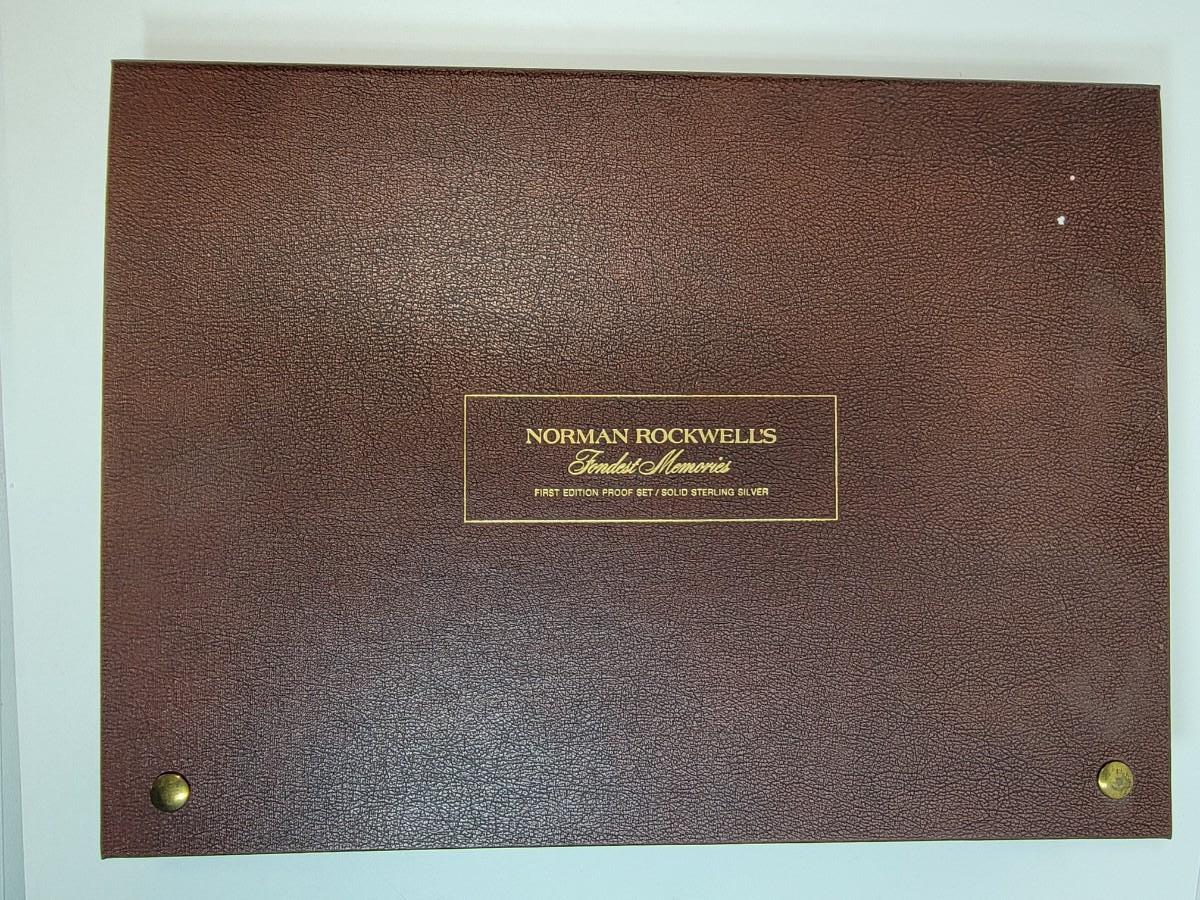 NORMAN ROCKWELL'S
Fondest Memories
FIRST EDITION PROOF SET / SOLID STERLING SILVER